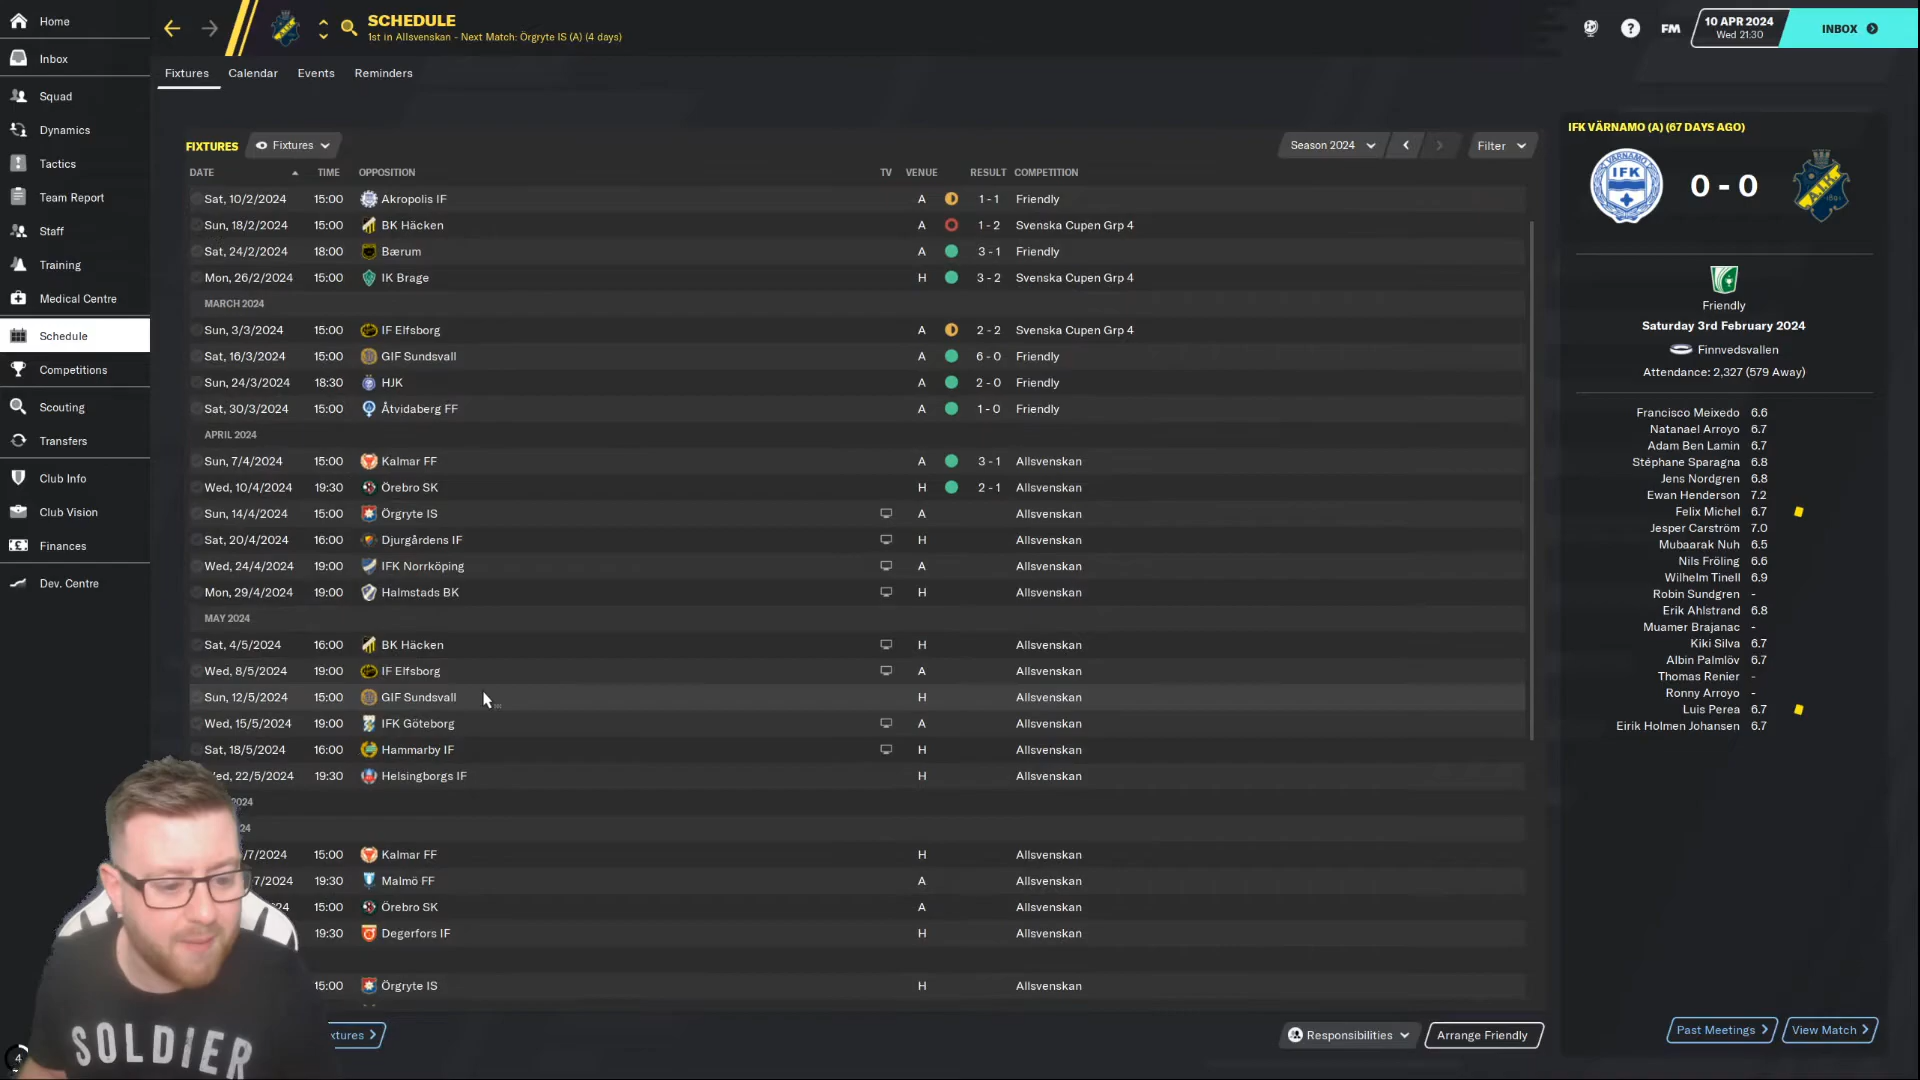 Home
Inbox
Squad
Dynamics
Tactics
Team Report
Staff
Training
Medical Centre
Schedule
Competitions
Scouting
Transfers
Club Info
Club Vision
Finances
Dev. Centre
SCHEDULE
1st in Allsvenskan - Next Match: Örgryte IS (A) (4 days)
FM
10 APR 2024
Wed 21:30
INBOX
Fixtures Calendar Events Reminders
FIXTURES Fixtures Season 2024 Filter
DATE TIME OPPOSITION TV VENUE RESULT COMPETITION
Sat, 10/2/2024 15:00 Akropolis IF A 1 - 1 Friendly
Sun, 18/2/2024 15:00 BK Häcken A 1 - 2 Svenska Cupen Grp 4
Sat, 24/2/2024 18:00 Bærum A 3 - 1 Friendly
Mon, 26/2/2024 15:00 IK Brage H 3 - 2 Svenska Cupen Grp 4
MARCH 2024
Sun, 3/3/2024 15:00 IF Elfsborg A 2 - 2 Svenska Cupen Grp 4
Sat, 16/3/2024 15:00 GIF Sundsvall A 6 - 0 Friendly
Sun, 24/3/2024 18:30 HJK A 2 - 0 Friendly
Sat, 30/3/2024 15:00 Åtvidaberg FF A 1 - 0 Friendly
APRIL 2024
Sun, 7/4/2024 15:00 Kalmar FF A 3 - 1 Allsvenskan
Wed, 10/4/2024 19:30 Örebro SK H 2 - 1 Allsvenskan
Sun, 14/4/2024 15:00 Örgryte IS A Allsvenskan
Sat, 20/4/2024 16:00 Djurgårdens IF H Allsvenskan
Wed, 24/4/2024 19:00 IFK Norrköping A Allsvenskan
Mon, 29/4/2024 19:00 Halmstads BK H Allsvenskan
MAY 2024
Sat, 4/5/2024 16:00 BK Häcken H Allsvenskan
Wed, 8/5/2024 19:00 IF Elfsborg A Allsvenskan
Sun, 12/5/2024 15:00 GIF Sundsvall H Allsvenskan
Wed, 15/5/2024 19:00 IFK Göteborg A Allsvenskan
Sat, 18/5/2024 16:00 Hammarby IF H Allsvenskan
ed, 22/5/2024 19:30 Helsingborgs IF H Allsvenskan
2024
24
/7/2024 15:00 Kalmar FF H Allsvenskan
7/2024 19:30 Malmö FF A Allsvenskan
024 15:00 Örebro SK A Allsvenskan
19:30 Degerfors IF H Allsvenskan
15:00 Örgryte IS H Allsvenskan
xtures
Responsibilities
Arrange Friendly
IFK VÄRNAMO (A) (67 DAYS AGO)
IFK
0 - 0
Friendly
Saturday 3rd February 2024
Finnvedsvallen
Attendance: 2,327 (579 Away)
Francisco Meixedo 6.6
Natanael Arroyo 6.7
Adam Ben Lamin 6.7
Stéphane Sparagna 6.8
Jens Nordgren 6.8
Ewan Henderson 7.2
Felix Michel 6.7
Jesper Carström 7.0
Mubaarak Nuh 6.5
Nils Fröling 6.6
Wilhelm Tinell 6.9
Robin Sundgren -
Erik Ahlstrand 6.8
Muamer Brajanac -
Kiki Silva 6.7
Albin Palmlöv 6.7
Thomas Renier -
Ronny Arroyo -
Luis Perea 6.7
Eirik Holmen Johansen 6.7
Past Meetings
View Match
SOLDIER
4